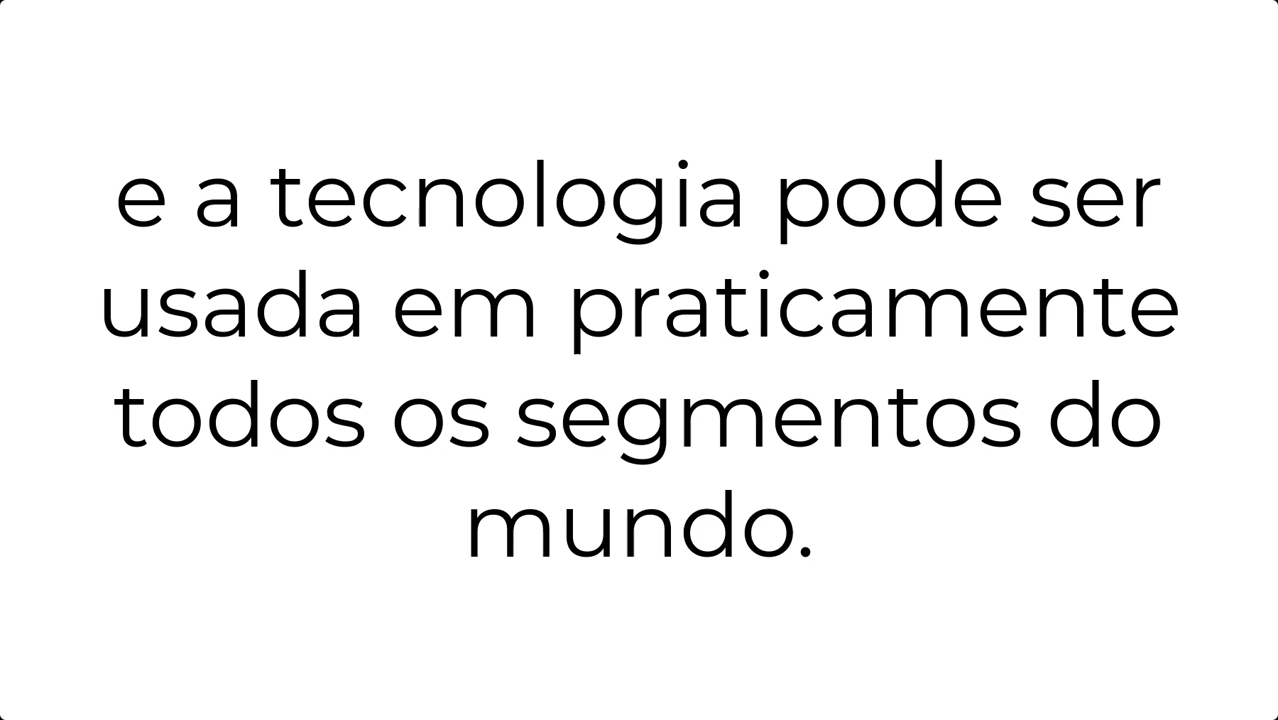 e a tecnologia pode ser
usada em praticamente
todos os segmentos do
mundo.